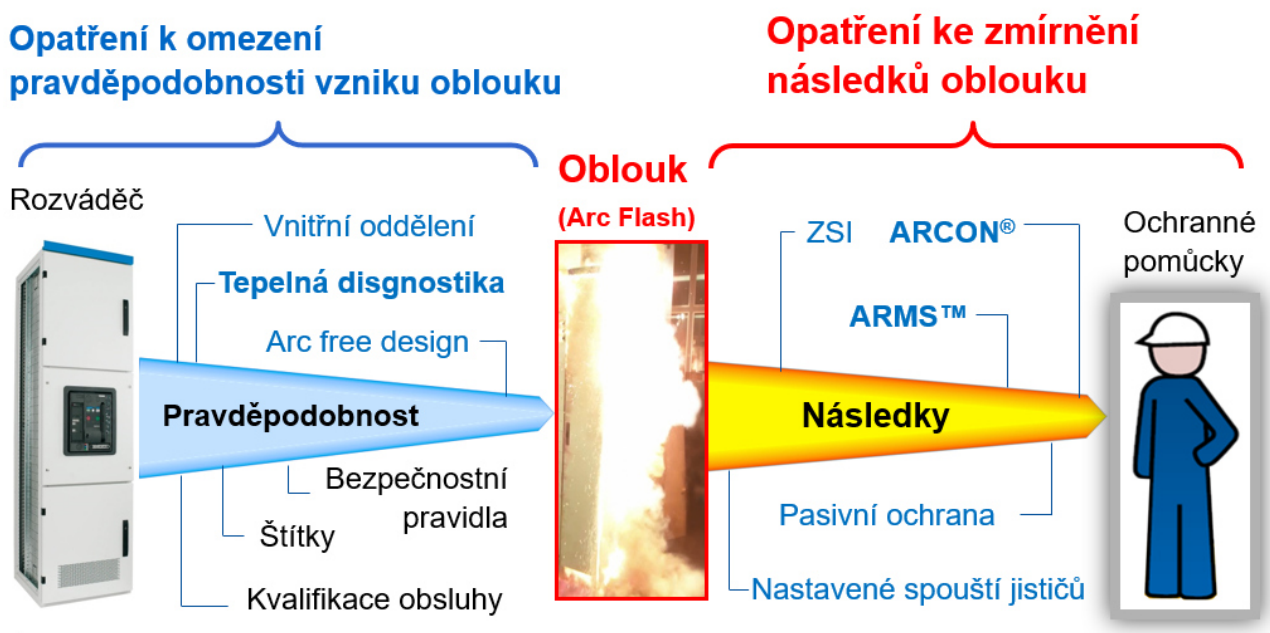 Opatření k omezení
pravděpodobnosti vzniku oblouku
Opatření ke zmírnění
následků oblouku
Oblouk
(Arc Flash)
Rozváděč
Vnitřní oddělení
Tepelná disgnostika
Arc free design
Pravděpodobnost
Bezpečnostní
pravidla
Štítky
Kvalifikace obsluhy
ZSI ARCON®
ARMS™
Následky
Pasivní ochrana
Nastavené spouští jističů
Ochranné
pomůcky